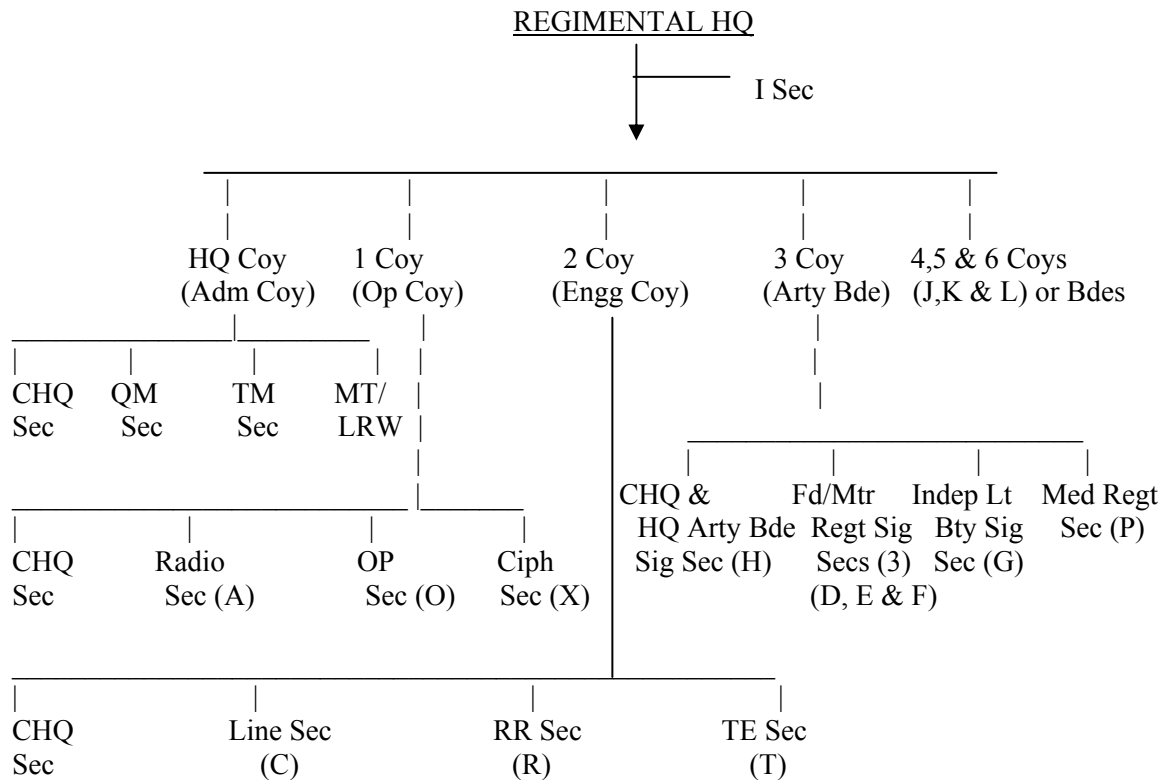 REGIMENTAL HQ
I Sec
HQ Coy 1 Coy 2 Coy 3 Coy 4,5 & 6 Coys
(Adm Coy) (Op Coy) (Engg Coy) (Arty Bde) (J,K & L) or Bdes
CHQ QM TM MT/
Sec Sec Sec LRW
CHQ & Fd/Mtr Indep Lt Med Regt
HQ Arty Bde Regt Sig Bty Sig Sec (P)
Sig Sec (H) Secs (3) Sec (G)
(D, E & F)
CHQ Radio OP Ciph
Sec Sec (A) Sec (O) Sec (X)
CHQ Line Sec RR Sec TE Sec
Sec (C) (R) (T)